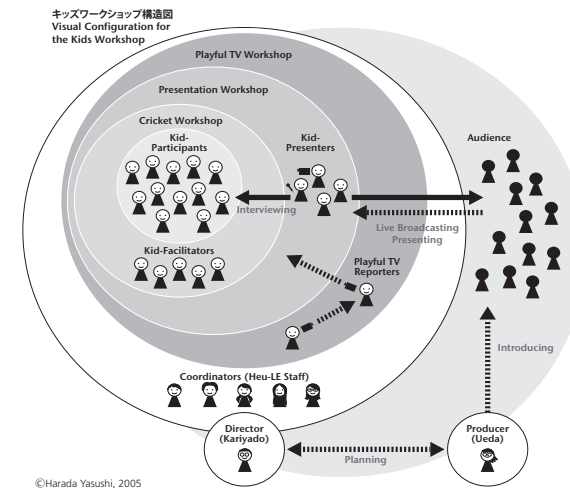 キッズワークショップ構造図
Visual Configuration for
the Kids Workshop
Playful TV Workshop
Presentation Workshop
Cricket Workshop
Kid-
Participants
Kid-
Presenters
Audience
Interviewing
Live Broadcasting
Presenting
Kid-Facilitators
Playful TV
Reporters
Introducing
Coordinators (Heu-LE Staff)
Director
(Kariyado)
Producer
(Ueda)
Planning
©Harada Yasushi, 2005